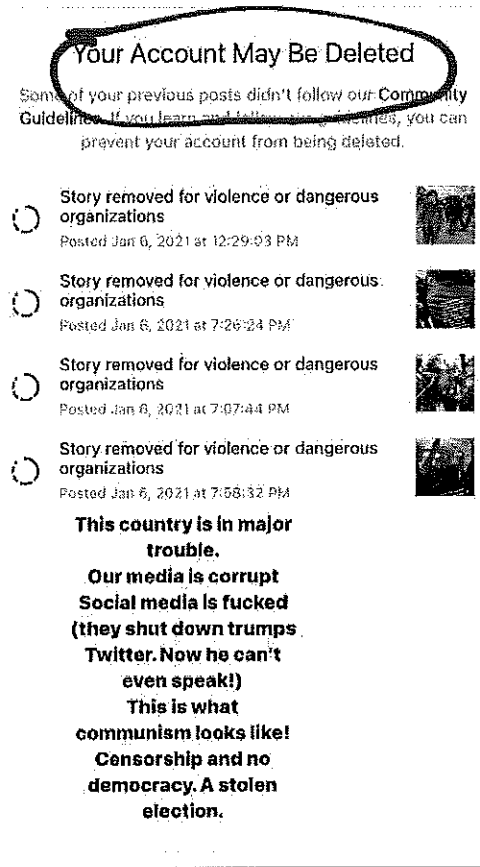 Your Account May Be Deleted
Some of your previous posts didn't follow our Community
Guidelines. If you learn and follow our guidelines, you can
prevent your account from being deleted.
Story removed for violence or dangerous
organizations
Posted Jan 6, 2021 at 12:29:03 PM
Story removed for violence or dangerous
organizations
Posted Jan 6, 2021 at 7:26:24 PM
Story removed for violence or dangerous
organizations
Posted Jan 6, 2021 at 7:07:44 PM
Story removed for violence or dangerous
organizations
Posted Jan 6, 2021 at 7:58:32 PM
This country is in major
trouble.
Our media is corrupt
Social media is fucked
(they shut down trumps
Twitter. Now he can't
even speak!)
This is what
communism looks like!
Censorship and no
democracy. A stolen
election.